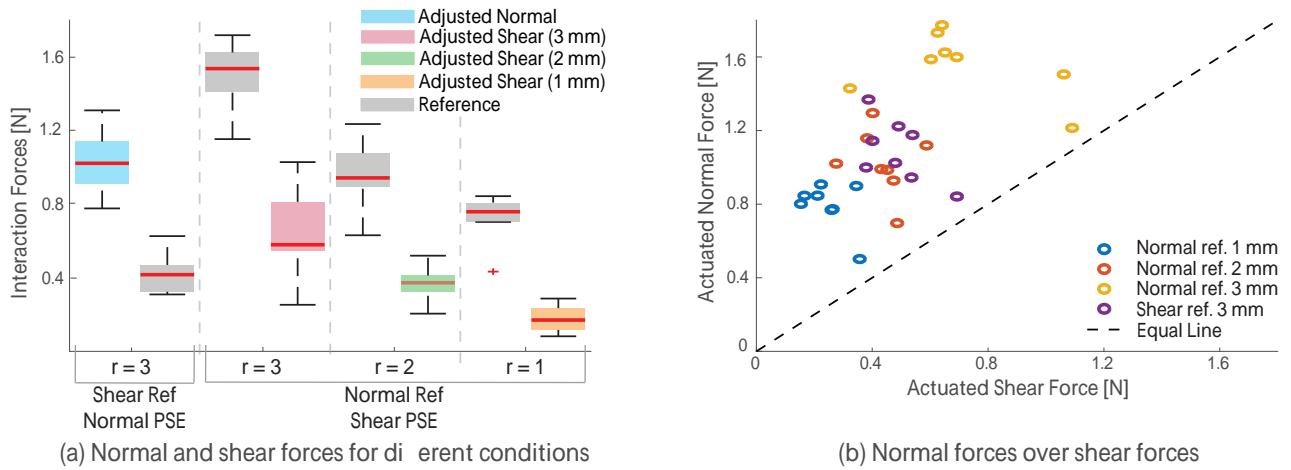 Adjusted Normal
Adjusted Shear (3 mm)
Adjusted Shear (2 mm)
Adjusted Shear (1 mm)
Reference
Interaction Forces [N]
1.6
1.2
0.8
0.4
0
r = 3
r = 3
r = 2
r = 1
Shear Ref
Normal PSE
Normal Ref
Shear PSE
(a) Normal and shear forces for di erent conditions
Actuated Normal Force [N]
1.6
1.2
0.8
0.4
0
0
0.4
0.8
1.2
1.6
Normal ref. 1 mm
Normal ref. 2 mm
Normal ref. 3 mm
Shear ref. 3 mm
Equal Line
Actuated Shear Force [N]
(b) Normal forces over shear forces